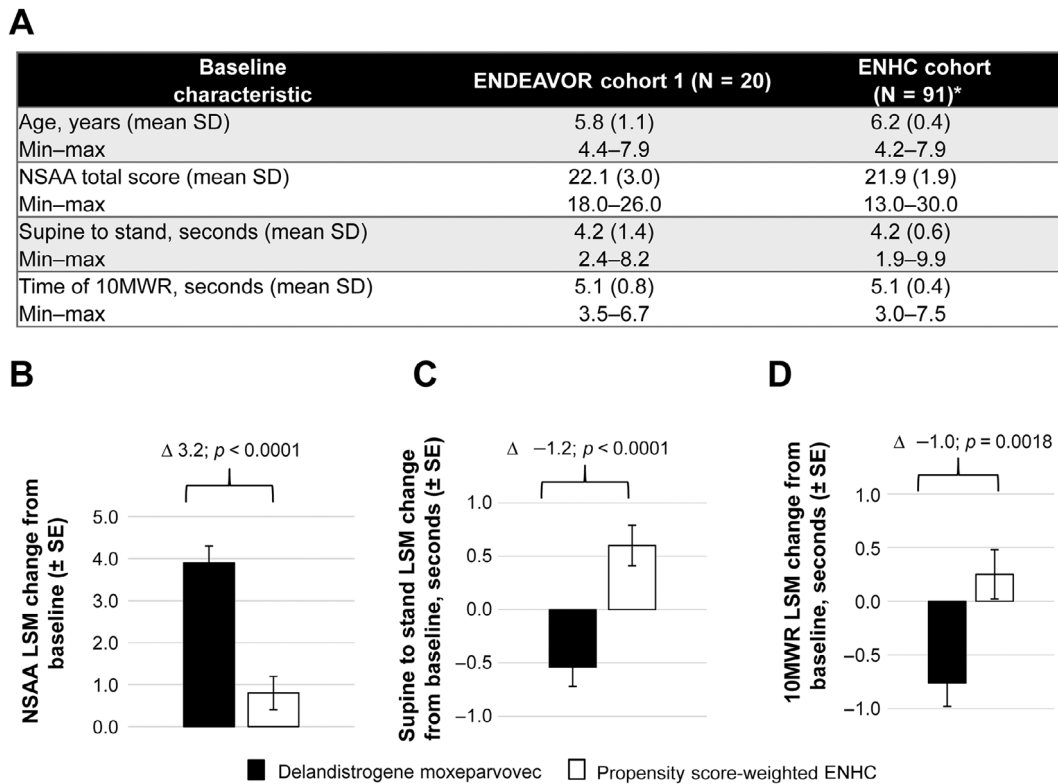 A
Baseline characteristic
ENDEAVOR cohort 1 (N = 20)
ENHC cohort (N = 91)*
Age, years (mean SD) 5.8 (1.1) 6.2 (0.4)
Min–max 4.4–7.9 4.2–7.9
NSAA total score (mean SD) 22.1 (3.0) 21.9 (1.9)
Min–max 18.0–26.0 13.0–30.0
Supine to stand, seconds (mean SD) 4.2 (1.4) 4.2 (0.6)
Min–max 2.4–8.2 1.9–9.9
Time of 10MWR, seconds (mean SD) 5.1 (0.8) 5.1 (0.4)
Min–max 3.5–6.7 3.0–7.5
B
Δ 3.2; p < 0.0001
NSAA LSM change from
baseline (± SE)
5.0
4.0
3.0
2.0
1.0
0.0
C
Δ –1.2; p < 0.0001
Supine to stand LSM change
from baseline, seconds (± SE)
1.0
0.5
0.0
–0.5
–1.0
D
Δ –1.0; p = 0.0018
10MWR LSM change from
baseline, seconds (± SE)
1.0
0.5
0.0
–0.5
–1.0
Delandistrogene moxeparvovec
Propensity score-weighted ENHC